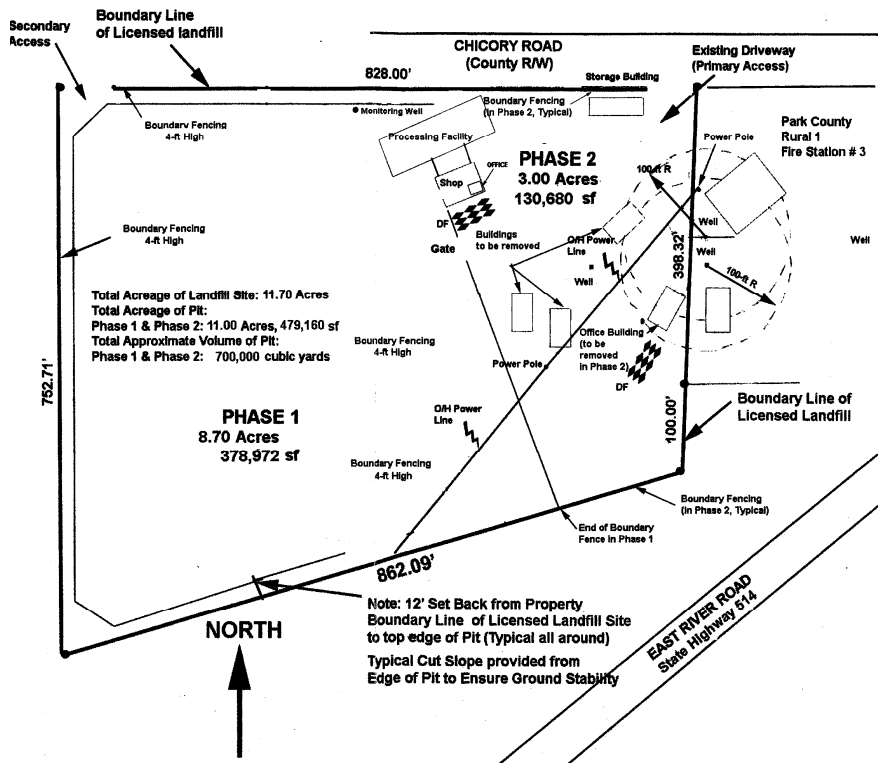 Secondary
Access
Boundary Line
of Licensed landfill
CHICORY ROAD
(County R/W)
828.00'
Existing Driveway
(Primary Access)
Storage Building
Boundary Fencing
(in Phase 2, Typical)
Boundary Fencing
4-ft High
Monitoring Well
Processing Facility
OFFICE
Shop
PHASE 2
3.00 Acres
130,680 sf
Power Pole
Park County
Rural 1
Fire Station # 3
100-ft R
Well
Well
Well
100-ft R
398.32'
DF
Gate
Buildings
to be removed
O/H Power
Line
Well
Boundary Fencing
4-ft High
Total Acreage of Landfill Site: 11.70 Acres
Total Acreage of Pit:
Phase 1 & Phase 2: 11.00 Acres, 479,160 sf
Total Approximate Volume of Pit:
Phase 1 & Phase 2: 700,000 cubic yards
752.71'
Boundary Fencing
4-ft High
Office Building
(to be
removed
in Phase 2)
DF
Power Pole
O/H Power
Line
PHASE 1
8.70 Acres
378,972 sf
Boundary Fencing
4-ft High
100.00'
Boundary Line of
Licensed Landfill
Boundary Fencing
(in Phase 2, Typical)
End of Boundary
Fence in Phase 1
862.09'
Note: 12' Set Back from Property
Boundary Line of Licensed Landfill Site
to top edge of Pit (Typical all around)
Typical Cut Slope provided from
Edge of Pit to Ensure Ground Stability
NORTH
EAST RIVER ROAD
State Highway 514